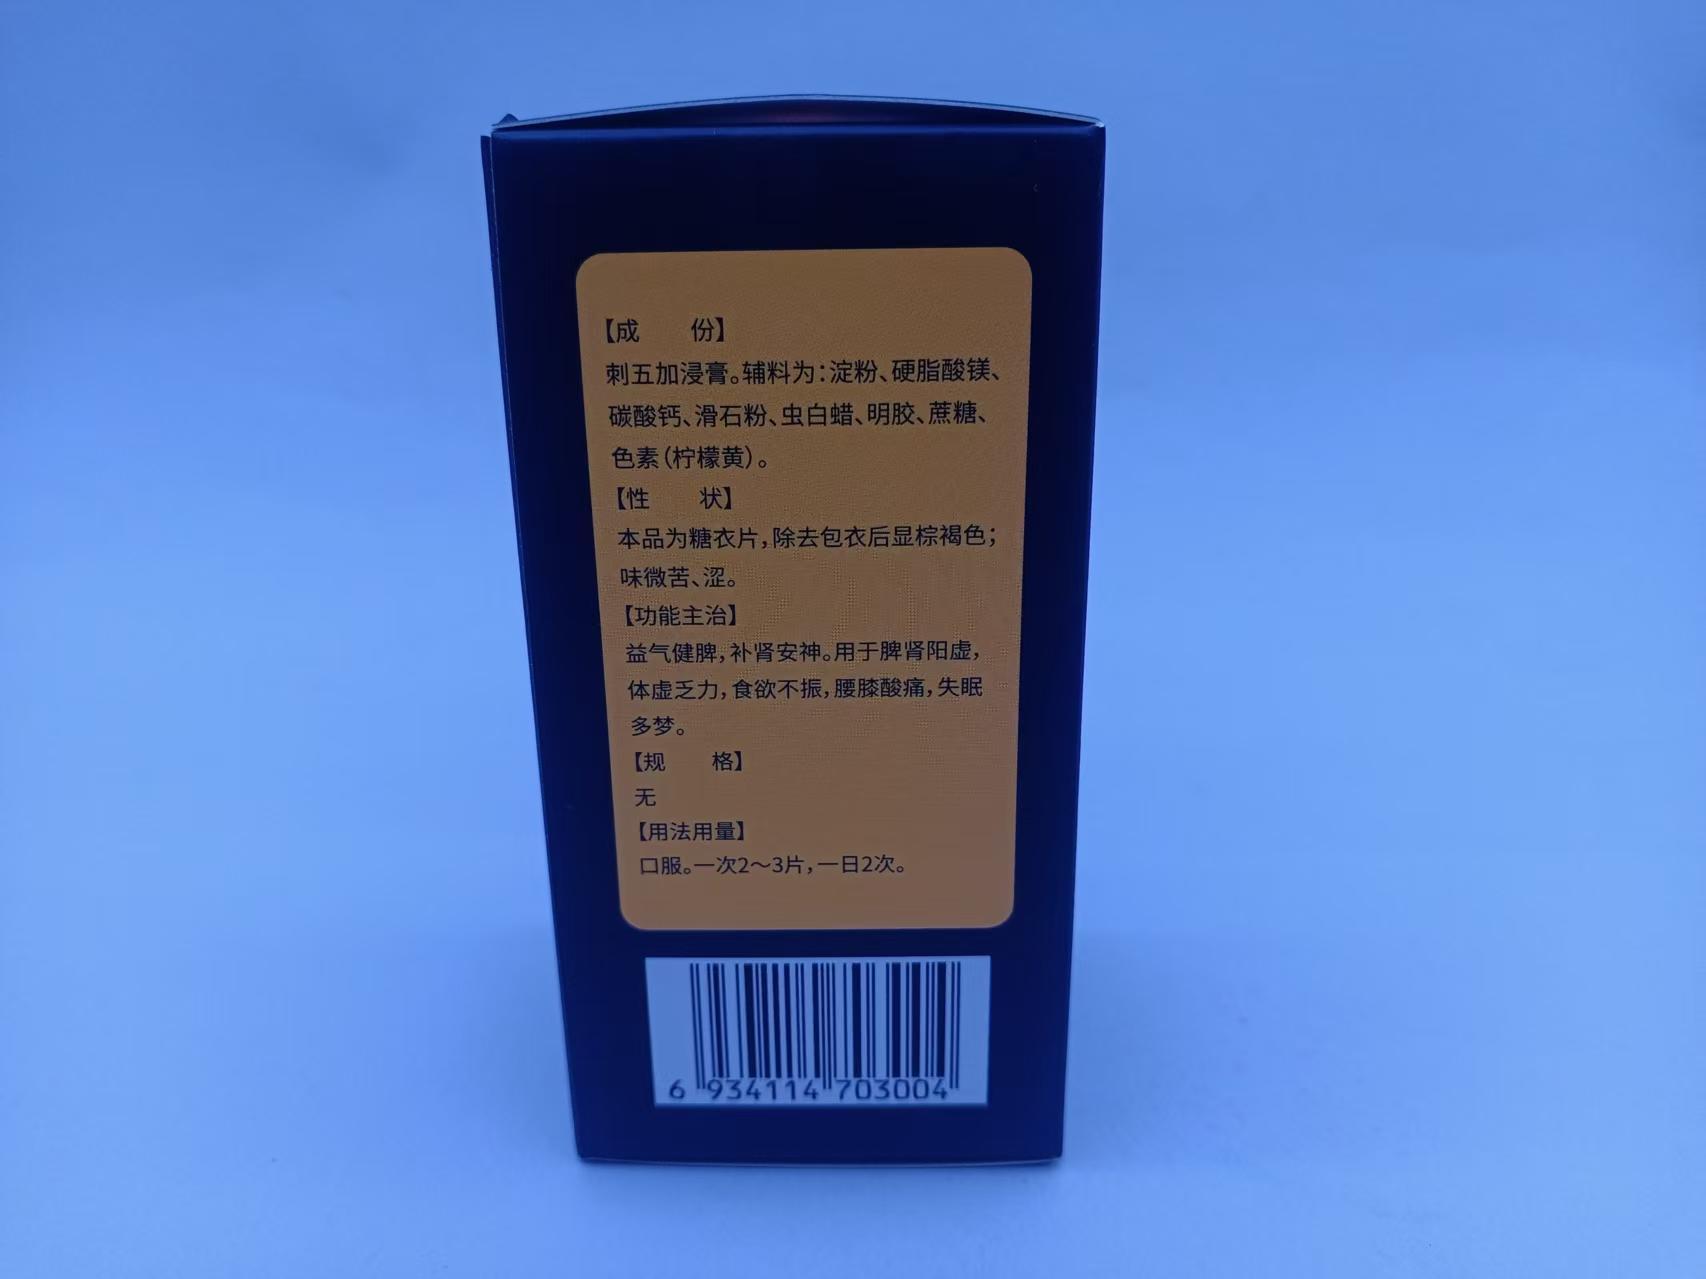 【成　　份】
刺五加浸膏。辅料为：淀粉、硬脂酸镁、
碳酸钙、滑石粉、虫白蜡、明胶、蔗糖、
色素（柠檬黄）。
【性　　状】
本品为糖衣片，除去包衣后显棕褐色；
味微苦、涩。
【功能主治】
益气健脾，补肾安神。用于脾肾阳虚，
体虚乏力，食欲不振，腰膝酸痛，失眠
多梦。
【规　　格】
无
【用法用量】
口服。一次2～3片，一日2次。
6 934114 703004